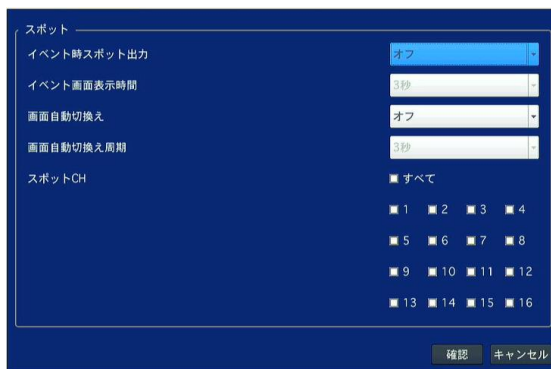 スポット
イベント時スポット出力 オフ
イベント画面表示時間 3秒
画面自動切換え オフ
画面自動切換え周期 3秒
スポットCH すべて
1 2 3 4
5 6 7 8
9 10 11 12
13 14 15 16
確認 キャンセル